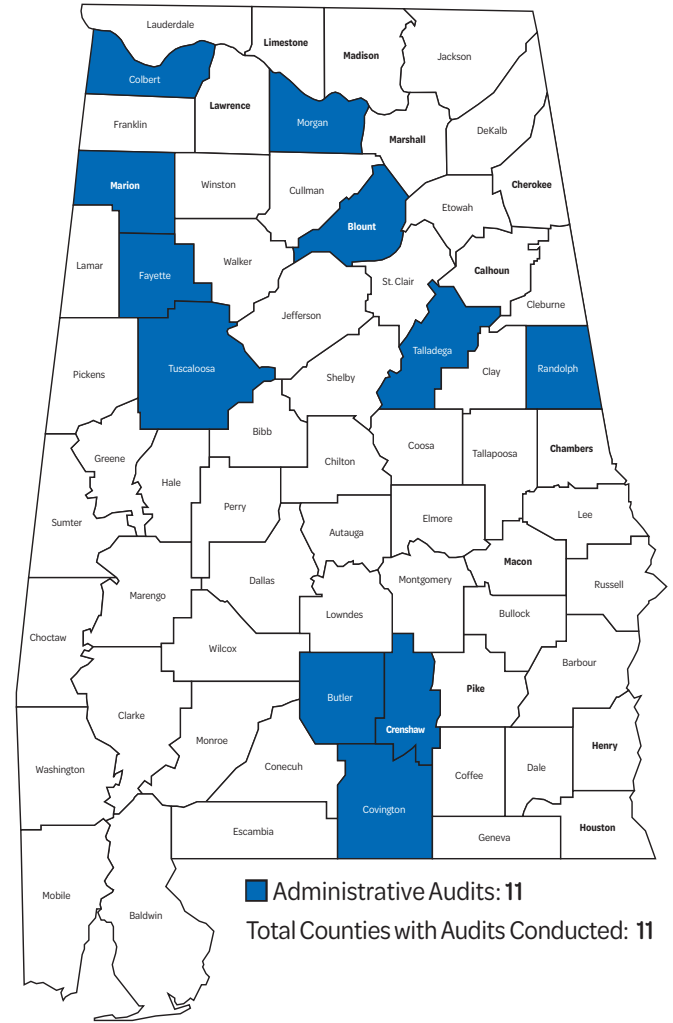 Lauderdale
Limestone
Madison
Jackson
Colbert
Lawrence
Franklin
Morgan
Marshall
DeKalb
Marion
Winston
Cullman
Cherokee
Etowah
Blount
Lamar
Fayette
Walker
St. Clair
Calhoun
Cleburne
Jefferson
Pickens
Tuscaloosa
Shelby
Talladega
Clay
Randolph
Bibb
Greene
Hale
Chilton
Coosa
Tallapoosa
Chambers
Sumter
Perry
Autauga
Elmore
Lee
Macon
Marengo
Dallas
Montgomery
Russell
Choctaw
Lowndes
Bullock
Wilcox
Barbour
Clarke
Butler
Pike
Crenshaw
Monroe
Washington
Conecuh
Coffee
Dale
Henry
Covington
Escambia
Geneva
Houston
Mobile
Baldwin
Administrative Audits: 11
Total Counties with Audits Conducted: 11